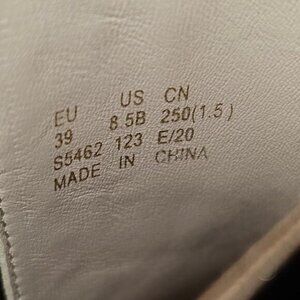 EU US CN
39 8.5B 250(1.5)
S5462 123 E/20
MADE IN CHINA